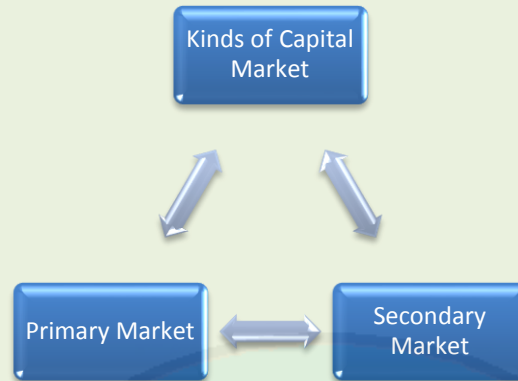 Kinds of Capital
Market
Primary Market
Secondary
Market